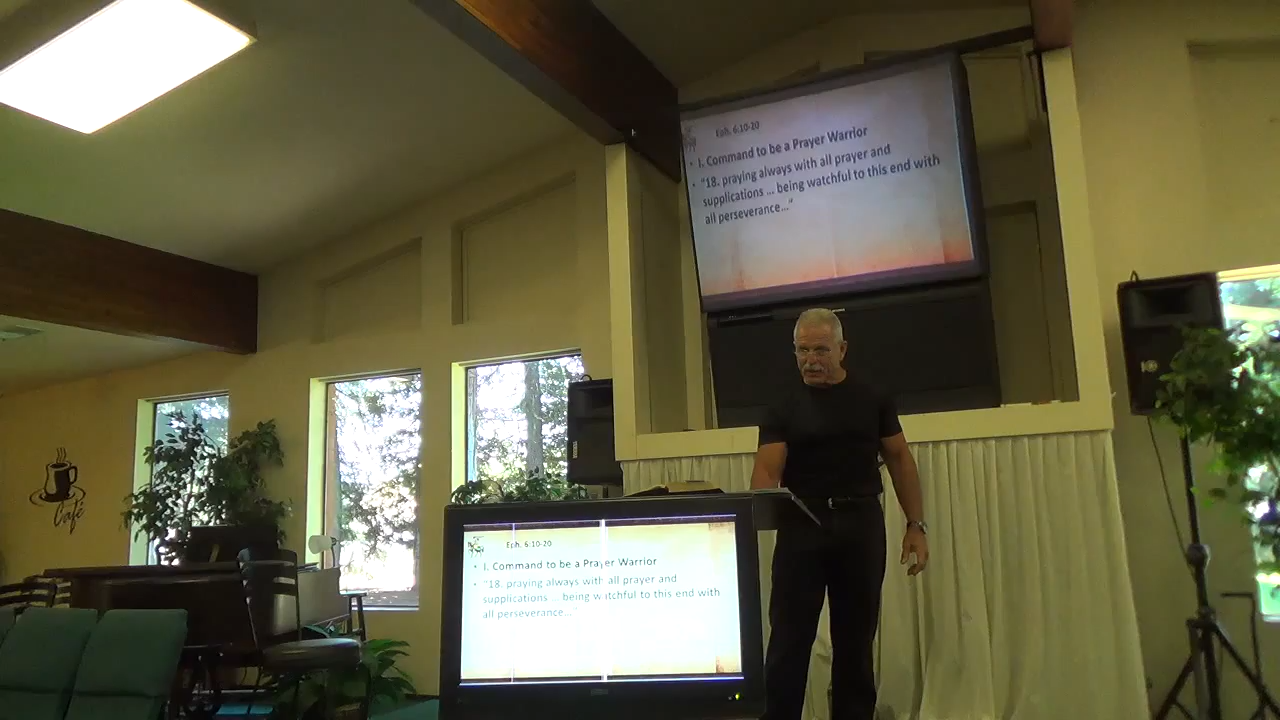 Eph. 6:10-20
• I. Command to be a Prayer Warrior
• "18. praying always with all prayer and
supplications ... being watchful to this end with
all perseverance..."
Café
Eph. 6:10-20
• I. Command to be a Prayer Warrior
• "18. praying always with all prayer and
supplications ... being watchful to this end with
all perseverance..."